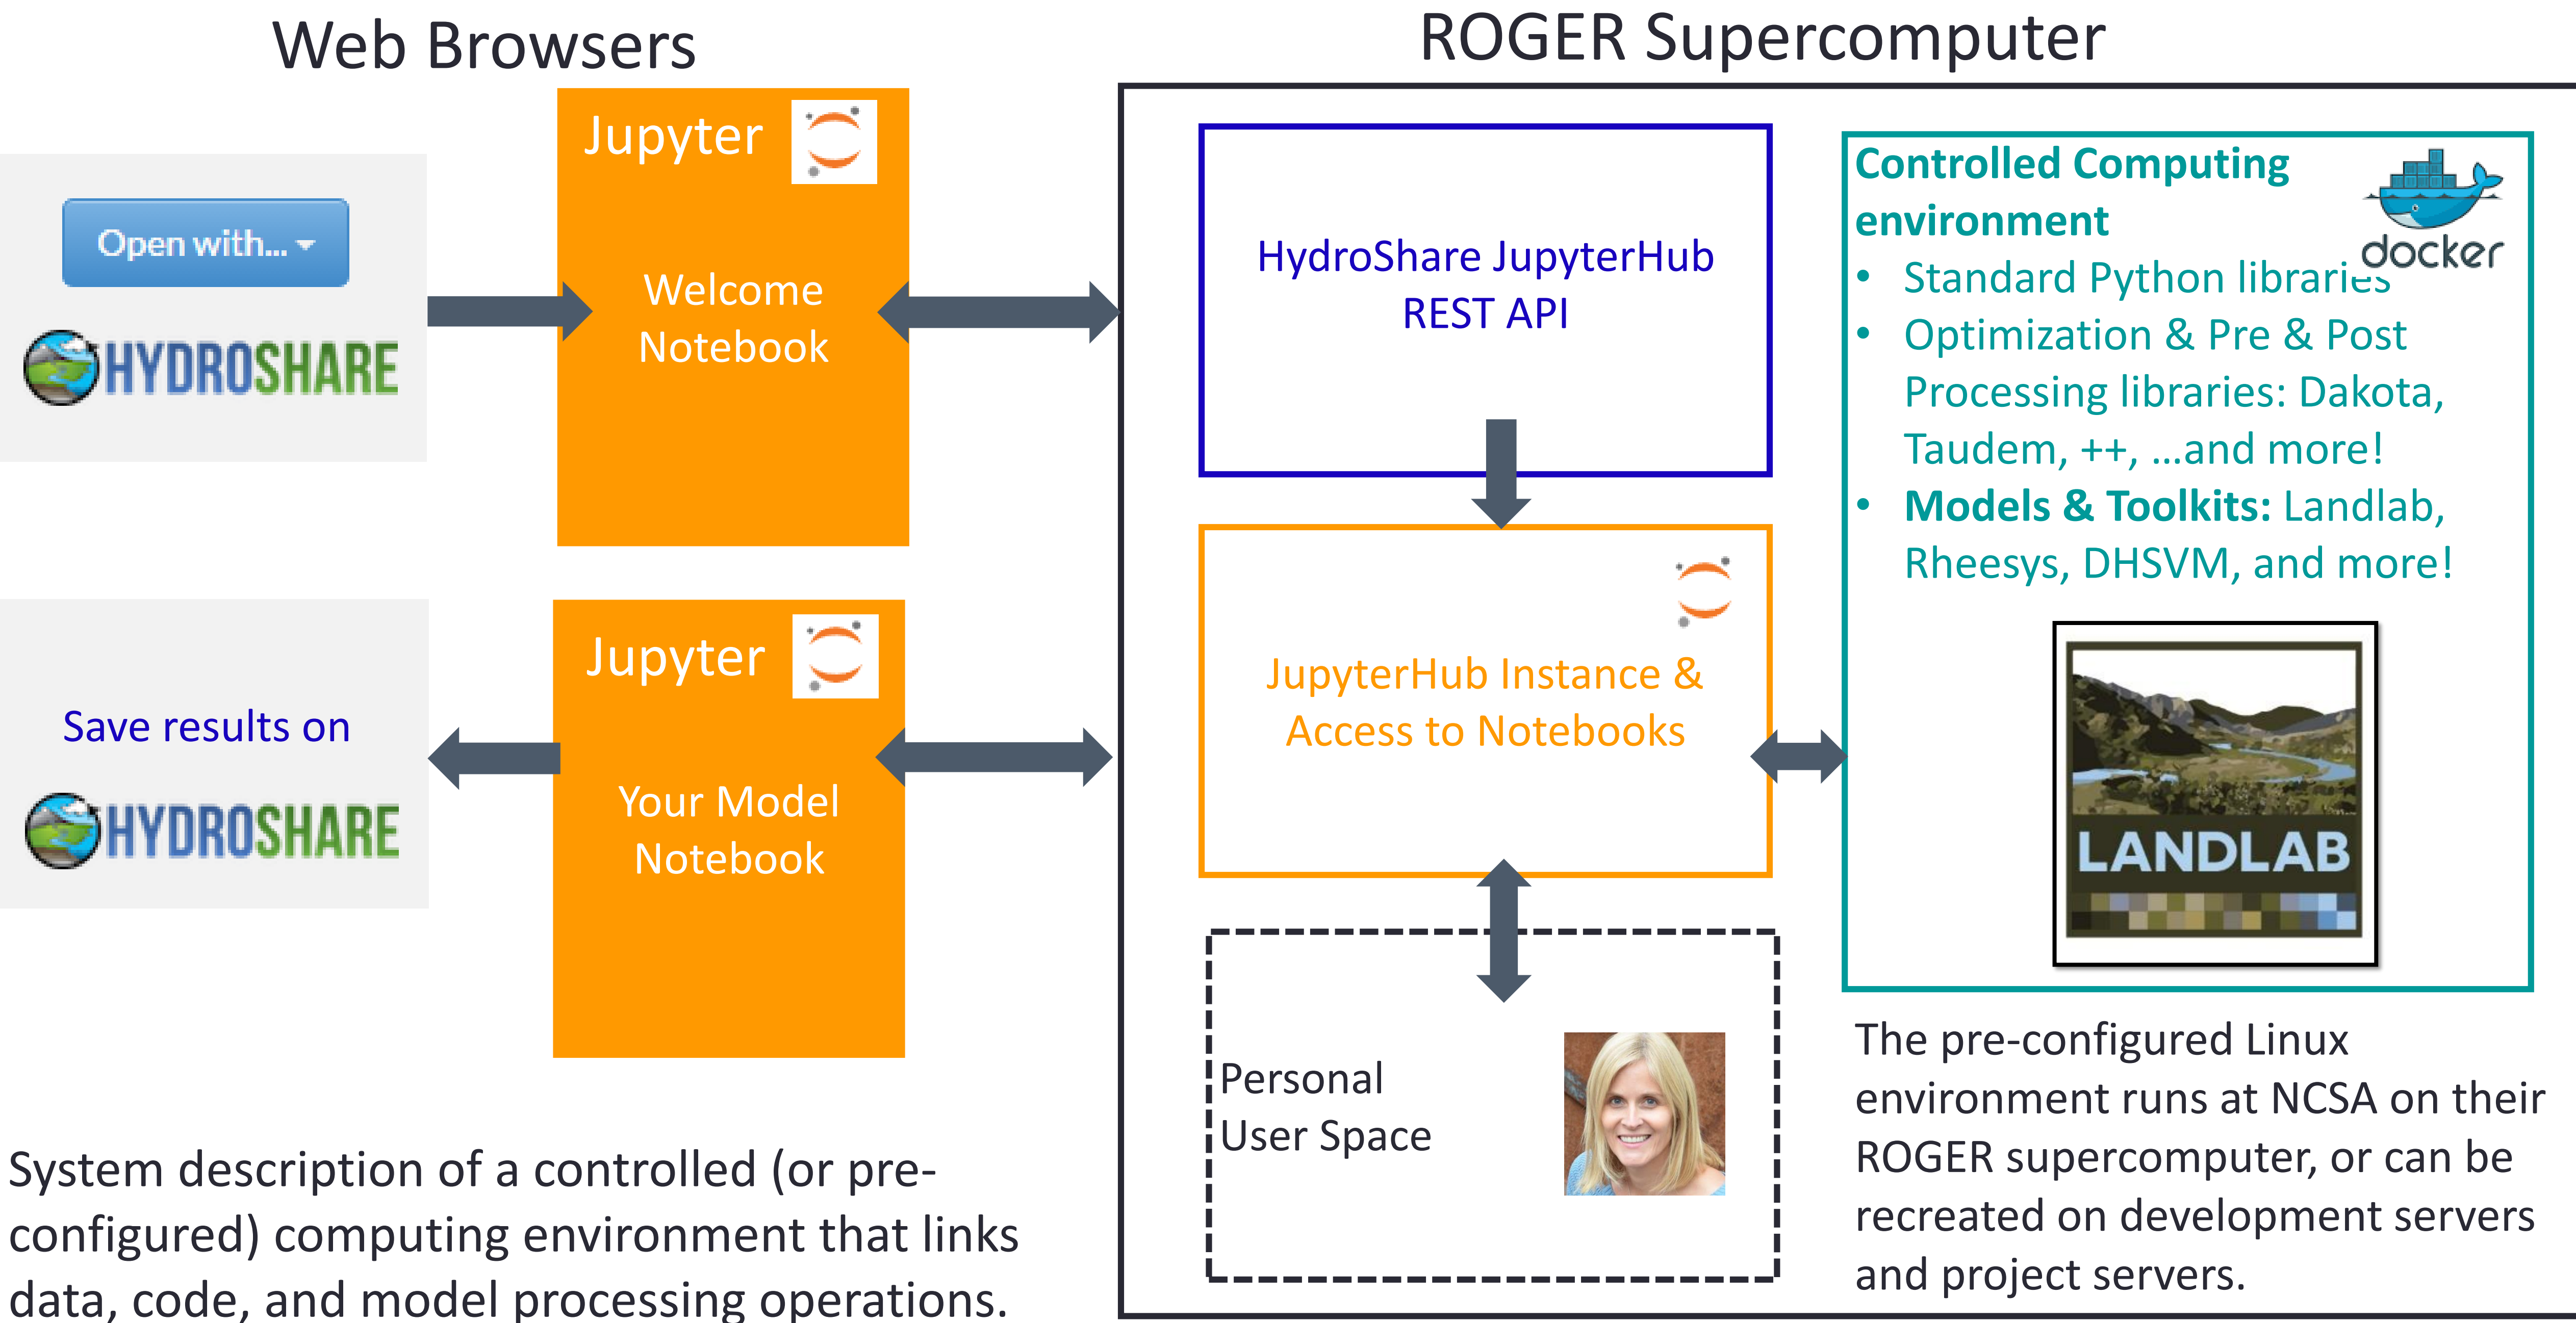 Web Browsers
ROGER Supercomputer
Open with...
HYDROSHARE
Jupyter
Welcome
Notebook
Save results on
HYDROSHARE
Jupyter
Your Model
Notebook
System description of a controlled (or pre-
configured) computing environment that links
data, code, and model processing operations.
HydroShare JupyterHub
REST API
JupyterHub Instance &
Access to Notebooks
Personal
User Space
Controlled Computing
environment
docker
• Standard Python libraries
• Optimization & Pre & Post
Processing libraries: Dakota,
Taudem, ++, ...and more!
• Models & Toolkits: Landlab,
Rheesys, DHSVM, and more!
LANDLAB
The pre-configured Linux
environment runs at NCSA on their
ROGER supercomputer, or can be
recreated on development servers
and project servers.